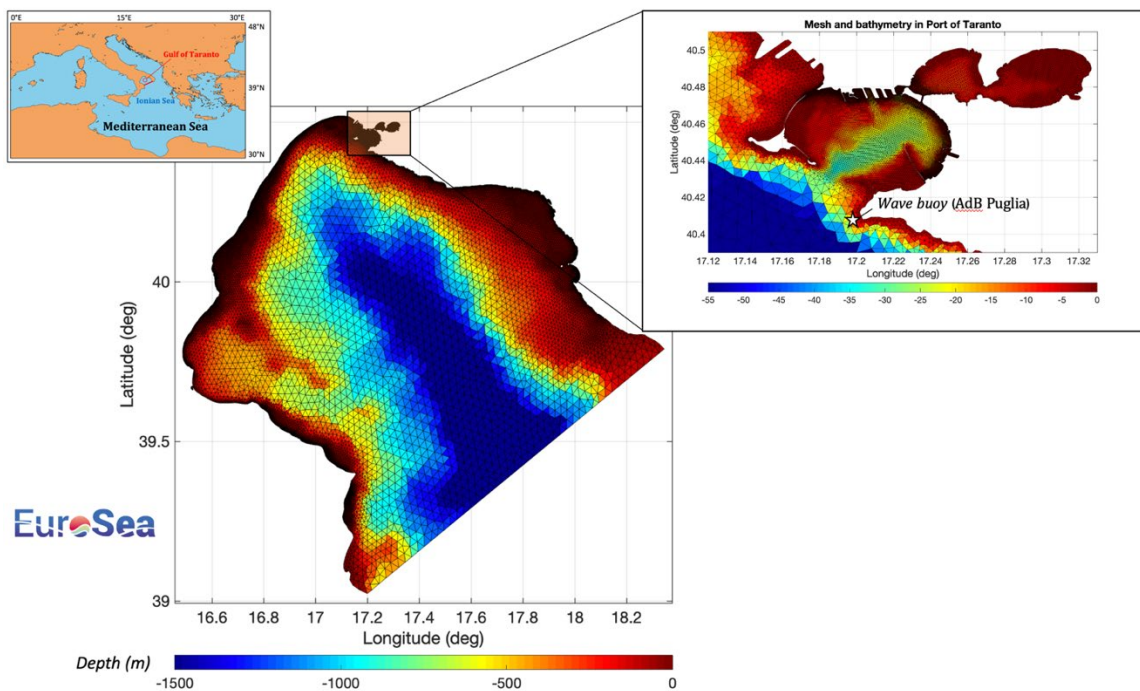 0°E 15°E 30°E
48°N
39°N
30°N
Gulf of Taranto
Ionian Sea
Mediterranean Sea
Mesh and bathymetry in Port of Taranto
Latitude (deg)
40.5
40.48
40.46
40.44
40.42
40.4
Wave buoy (AdB Puglia)
17.12 17.14 17.16 17.18 17.2 17.22 17.24 17.26 17.28 17.3 17.32
Longitude (deg)
-55 -50 -45 -40 -35 -30 -25 -20 -15 -10 -5 0
Latitude (deg)
40
39.5
39
16.6 16.8 17 17.2 17.4 17.6 17.8 18 18.2
Longitude (deg)
EuroSea
Depth (m)
-1500 -1000 -500 0